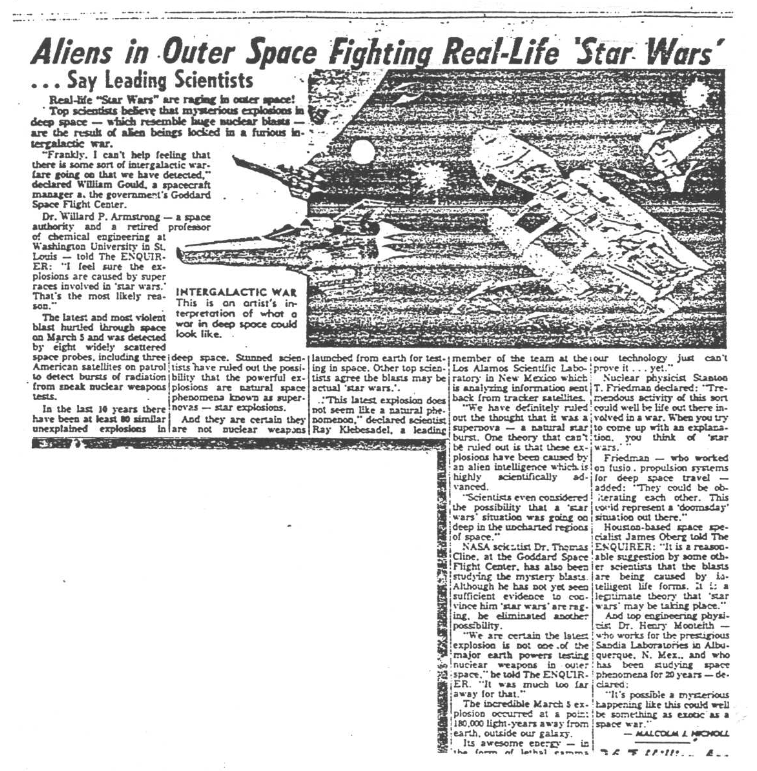 Aliens in Outer Space Fighting Real-Life 'Star Wars'
... Say Leading Scientists
Real-life "Star Wars" are raging in outer space!
Top scientists believe that mysterious explosions in
deep space — which resemble huge nuclear blasts —
are the result of alien beings locked in a furious in-
tergalactic war.
"Frankly, I can't help feeling that
there is some sort of intergalactic war-
fare going on that we have detected,"
declared William Gould, a spacecraft
manager a. the government's Goddard
Space Flight Center.
Dr. Willard P. Armstrong — a space
authority and a retired professor
of chemical engineering at
Washington University in St.
Louis — told The ENQUIR-
ER: "I feel sure the ex-
plosions are caused by super
races involved in 'star wars.'
That's the most likely rea-
son."
The latest and most violent
blast hurtled through space
on March 5 and was detected
by eight widely scattered
space probes, including three
American satellites on patrol
to detect bursts of radiation
from sneak nuclear weapons
tests.
In the last 10 years there
have been at least 80 similar
unexplained explosions in
INTERGALACTIC WAR
This is an artist's in-
terpretation of what a
war in deep space could
look like.
deep space. Stunned scien-
tists have ruled out the possi-
bility that the powerful ex-
plosions are natural space
phenomena known as super-
novas — star explosions.
And they are certain they
are not nuclear weapons
launched from earth for test-
ing in space. Other top scien-
tists agree the blasts may be
actual 'star wars.'
"This latest explosion does
not seem like a natural phe-
nomenon," declared scientist
Ray Klebesadel, a leading
member of the team at the
Los Alamos Scientific Labo-
ratory in New Mexico which
is analyzing information sent
back from tracker satellites.
"We have definitely ruled
out the thought that it was a
supernova — a natural star
burst. One theory that can't
be ruled out is that these ex-
plosions have been caused by
an alien intelligence which is
highly scientifically ad-
vanced.
"Scientists even considered
the possibility that a 'star
wars' situation was going on
deep in the uncharted regions
of space."
NASA scientist Dr. Thomas
Cline, at the Goddard Space
Flight Center, has also been
studying the mystery blasts.
Although he has not yet seen
sufficient evidence to con-
vince him 'star wars' are rag-
ing, he eliminated another
possibility.
"We are certain the latest
explosion is not one of the
major earth powers testing
nuclear weapons in outer
space," he told The ENQUIR-
ER. "It was much too far
away for that."
The incredible March 5 ex-
plosion occurred at a point
180,000 light-years away from
earth, outside our galaxy.
Its awesome energy — in
the form of lethal gamma
our technology just can't
prove it . . . yet."
Nuclear physicist Stanton
T. Friedman declared: "Tre-
mendous activity of this sort
could well be life out there in-
volved in a war. When you try
to come up with an explana-
tion, you think of 'star
wars.'"
Friedman — who worked
on fusio. propulsion systems
for deep space travel —
added: "They could be ob-
literating each other. This
could represent a 'doomsday'
situation out there."
Houston-based space spe-
cialist James Oberg told The
ENQUIRER: "It is a reason-
able suggestion by some oth-
er scientists that the blasts
are being caused by in-
telligent life forms. It is a
legitimate theory that 'star
wars' may be taking place."
And top engineering physi-
cist Dr. Henry Monteith —
who works for the prestigious
Sandia Laboratories in Albu-
querque, N. Mex., and who
has been studying space
phenomena for 20 years — de-
clared:
"It's possible a mysterious
happening like this could well
be something as exotic as a
space war."
— MALCOLM J. NICHOLL